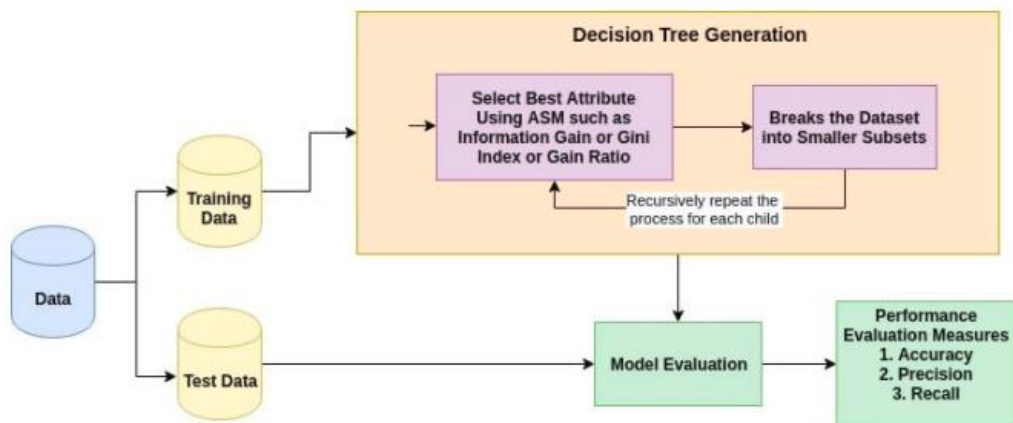 Decision Tree Generation
Select Best Attribute
Using ASM such as
Information Gain or Gini
Index or Gain Ratio
Breaks the Dataset
into Smaller Subsets
Recursively repeat the
process for each child
Training
Data
Data
Test Data
Model Evaluation
Performance
Evaluation Measures
1. Accuracy
2. Precision
3. Recall